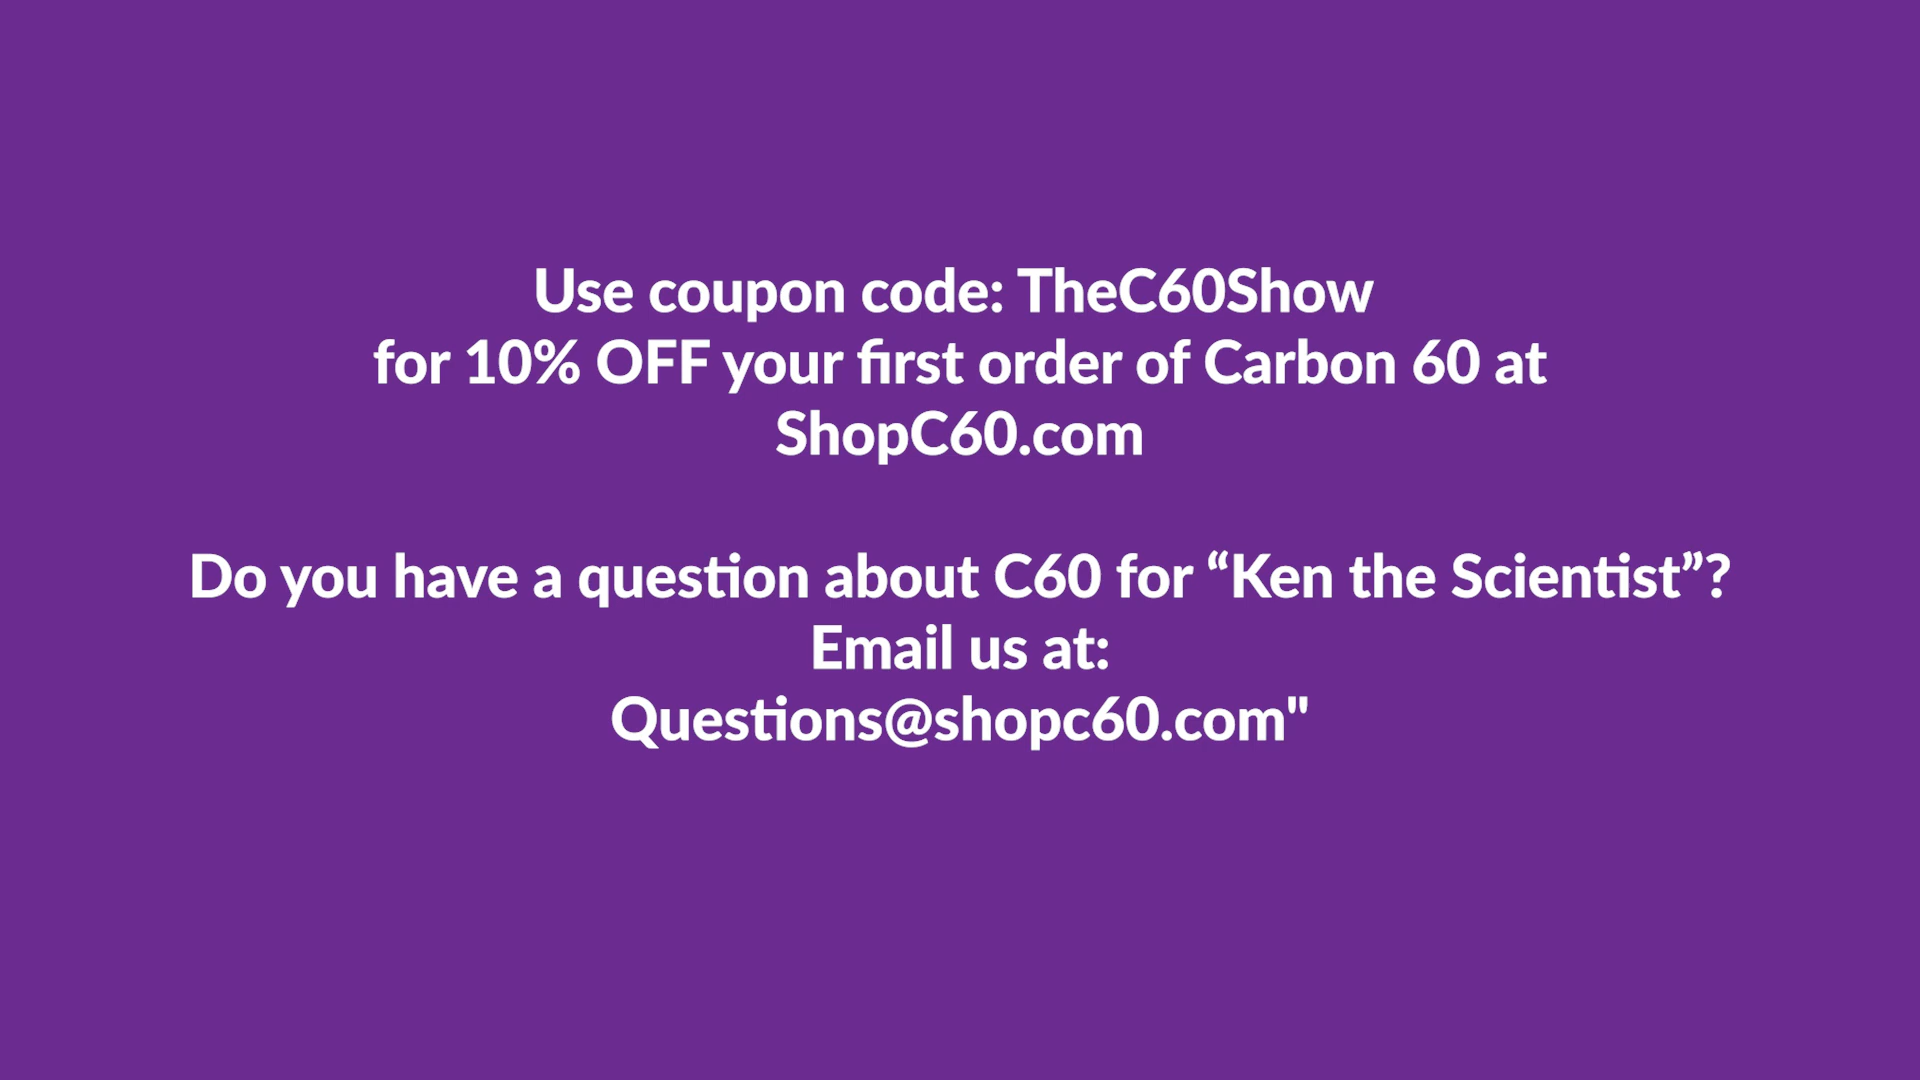 Use coupon code: TheC60Show
for 10% OFF your first order of Carbon 60 at
ShopC60.com
Do you have a question about C60 for “Ken the Scientist”?
Email us at:
Questions@shopc60.com"